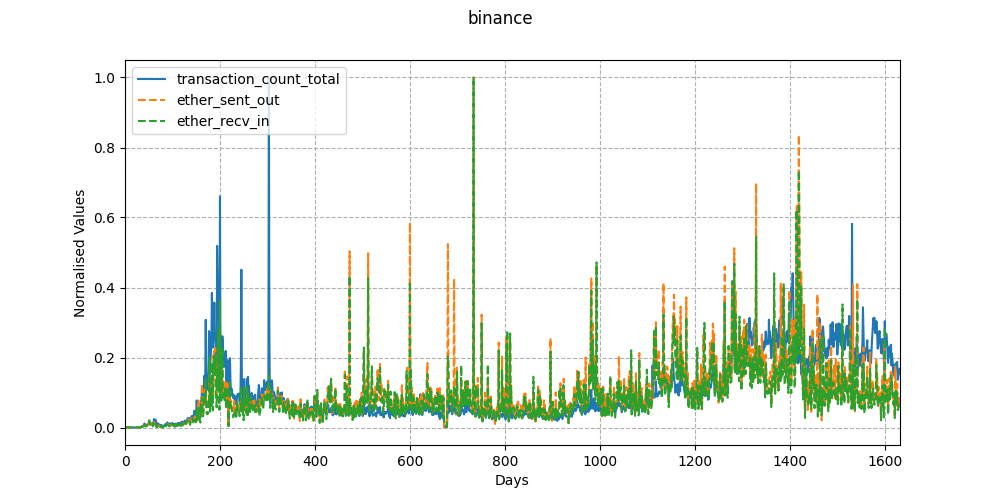 binance
transaction_count_total
ether_sent_out
ether_recv_in
Normalised Values
1.0
0.8
0.6
0.4
0.2
0.0
0 200 400 600 800 1000 1200 1400 1600
Days